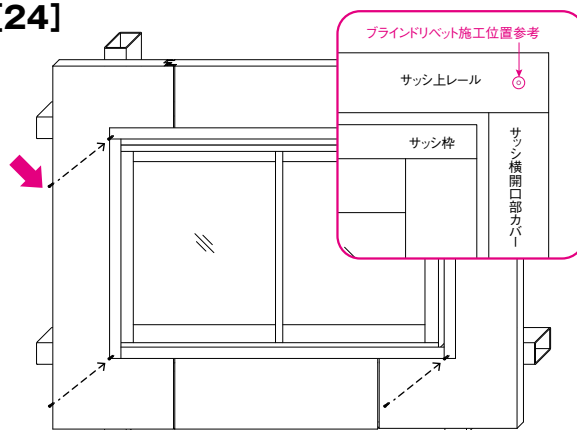 [24]
ブラインドリベット施工位置参考
サッシ上レール
サッシ枠
サッシ横開口部カバー